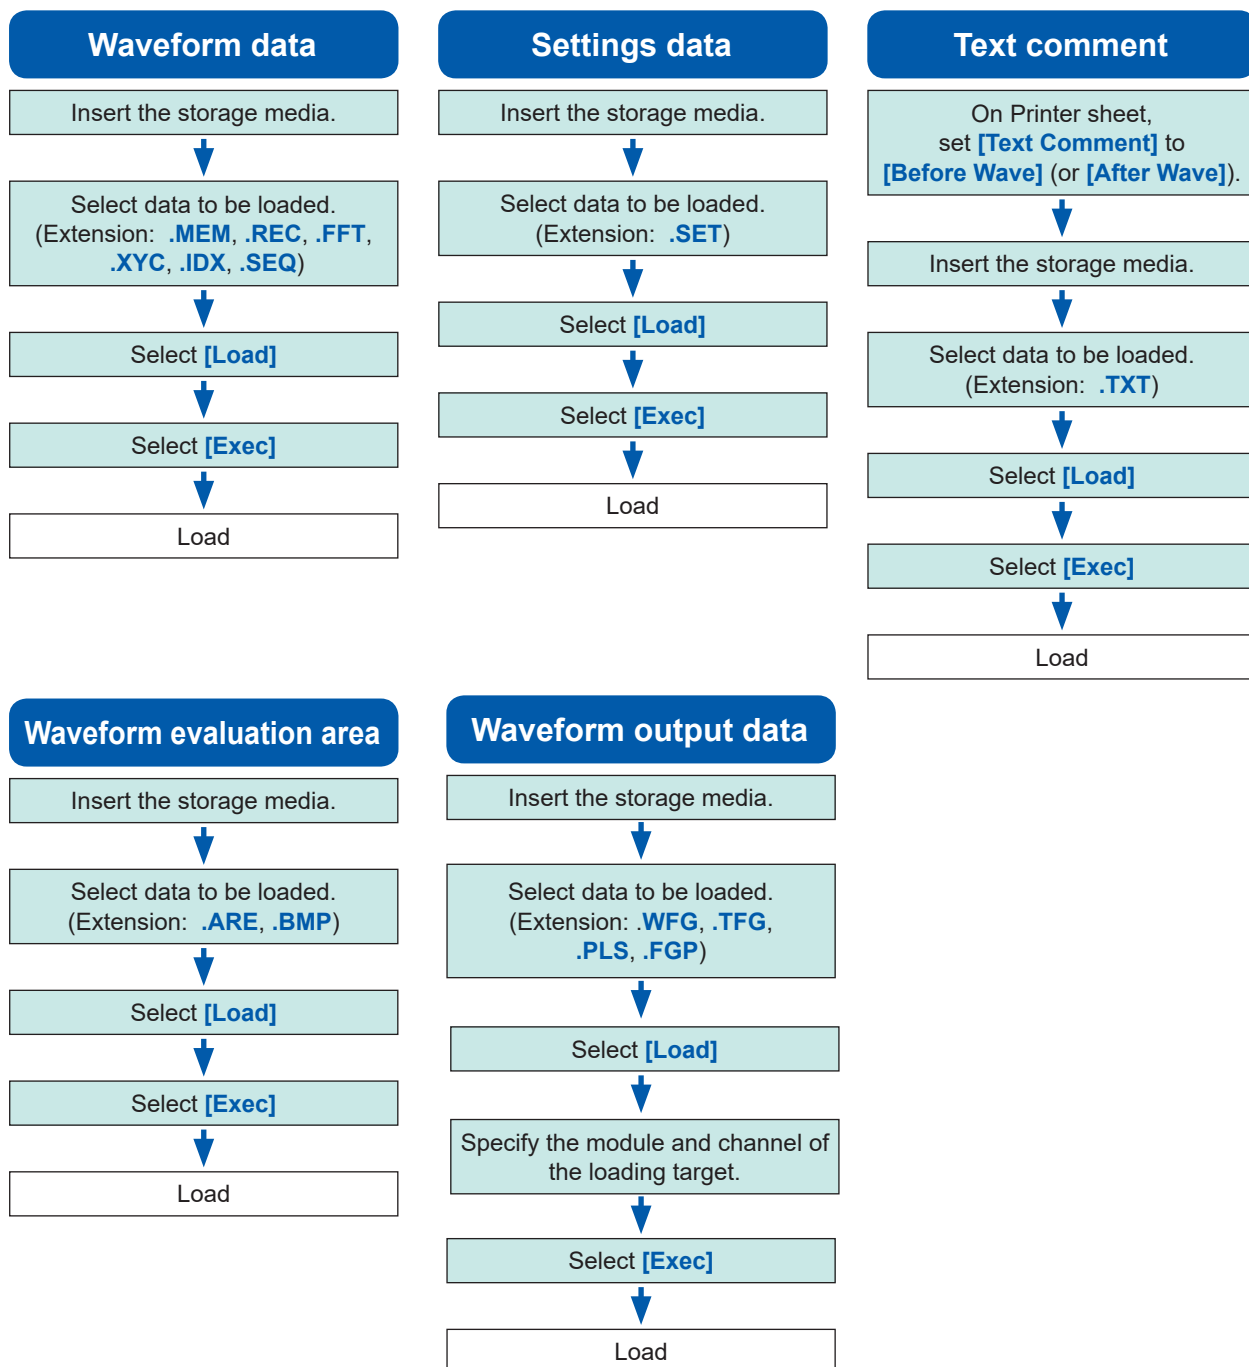 Waveform data
Insert the storage media.
Select data to be loaded.
(Extension: .MEM, .REC, .FFT,
.XYC, .IDX, .SEQ)
Select [Load]
Select [Exec]
Load
Settings data
Insert the storage media.
Select data to be loaded.
(Extension: .SET)
Select [Load]
Select [Exec]
Load
Text comment
On Printer sheet,
set [Text Comment] to
[Before Wave] (or [After Wave]).
Insert the storage media.
Select data to be loaded.
(Extension: .TXT)
Select [Load]
Select [Exec]
Load
Waveform evaluation area
Insert the storage media.
Select data to be loaded.
(Extension: .ARE, .BMP)
Select [Load]
Select [Exec]
Load
Waveform output data
Insert the storage media.
Select data to be loaded.
(Extension: .WFG, .TFG,
.PLS, .FGP)
Select [Load]
Specify the module and channel of
the loading target.
Select [Exec]
Load